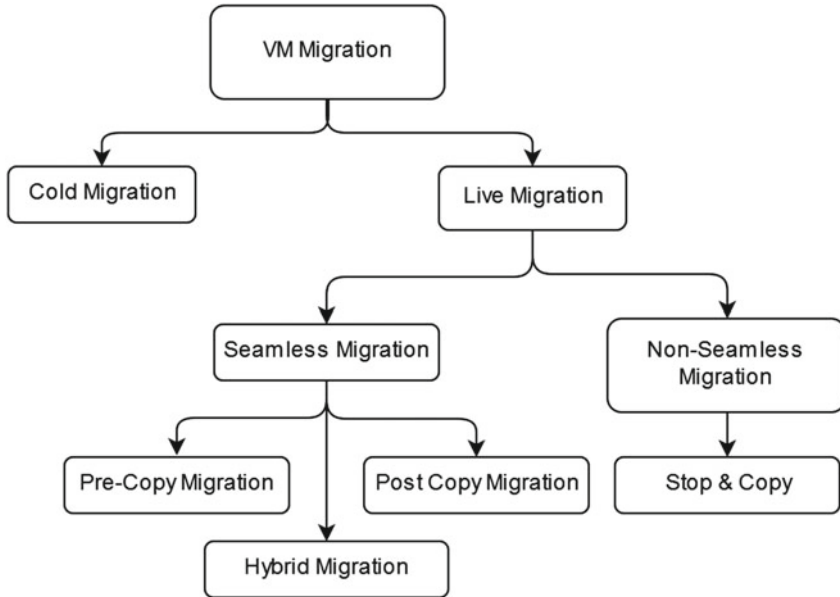 VM Migration
Cold Migration
Live Migration
Seamless Migration
Non-Seamless
Migration
Pre-Copy Migration
Post Copy Migration
Stop & Copy
Hybrid Migration